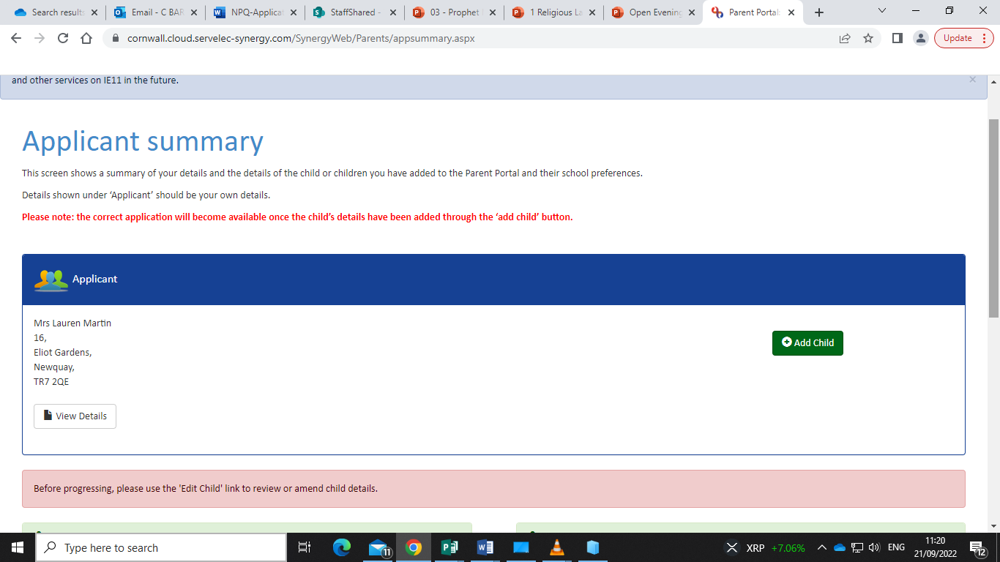 Search results
Email - C BAR
NPQ-Applicat
StaffShared -
03 - Prophet
1 Religious La
Open Evening
Parent Portal:
cornwall.cloud.servelec-synergy.com/SynergyWeb/Parents/appsummary.aspx
Update
and other services on IE11 in the future.
Applicant summary
This screen shows a summary of your details and the details of the child or children you have added to the Parent Portal and their school preferences.
Details shown under ‘Applicant’ should be your own details.
Please note: the correct application will become available once the child’s details have been added through the ‘add child’ button.
Applicant
Mrs Lauren Martin
16,
Eliot Gardens,
Newquay,
TR7 2QE
Add Child
View Details
Before progressing, please use the 'Edit Child' link to review or amend child details.
Type here to search
11
XRP +7.06%
ENG
11:20
21/09/2022
12